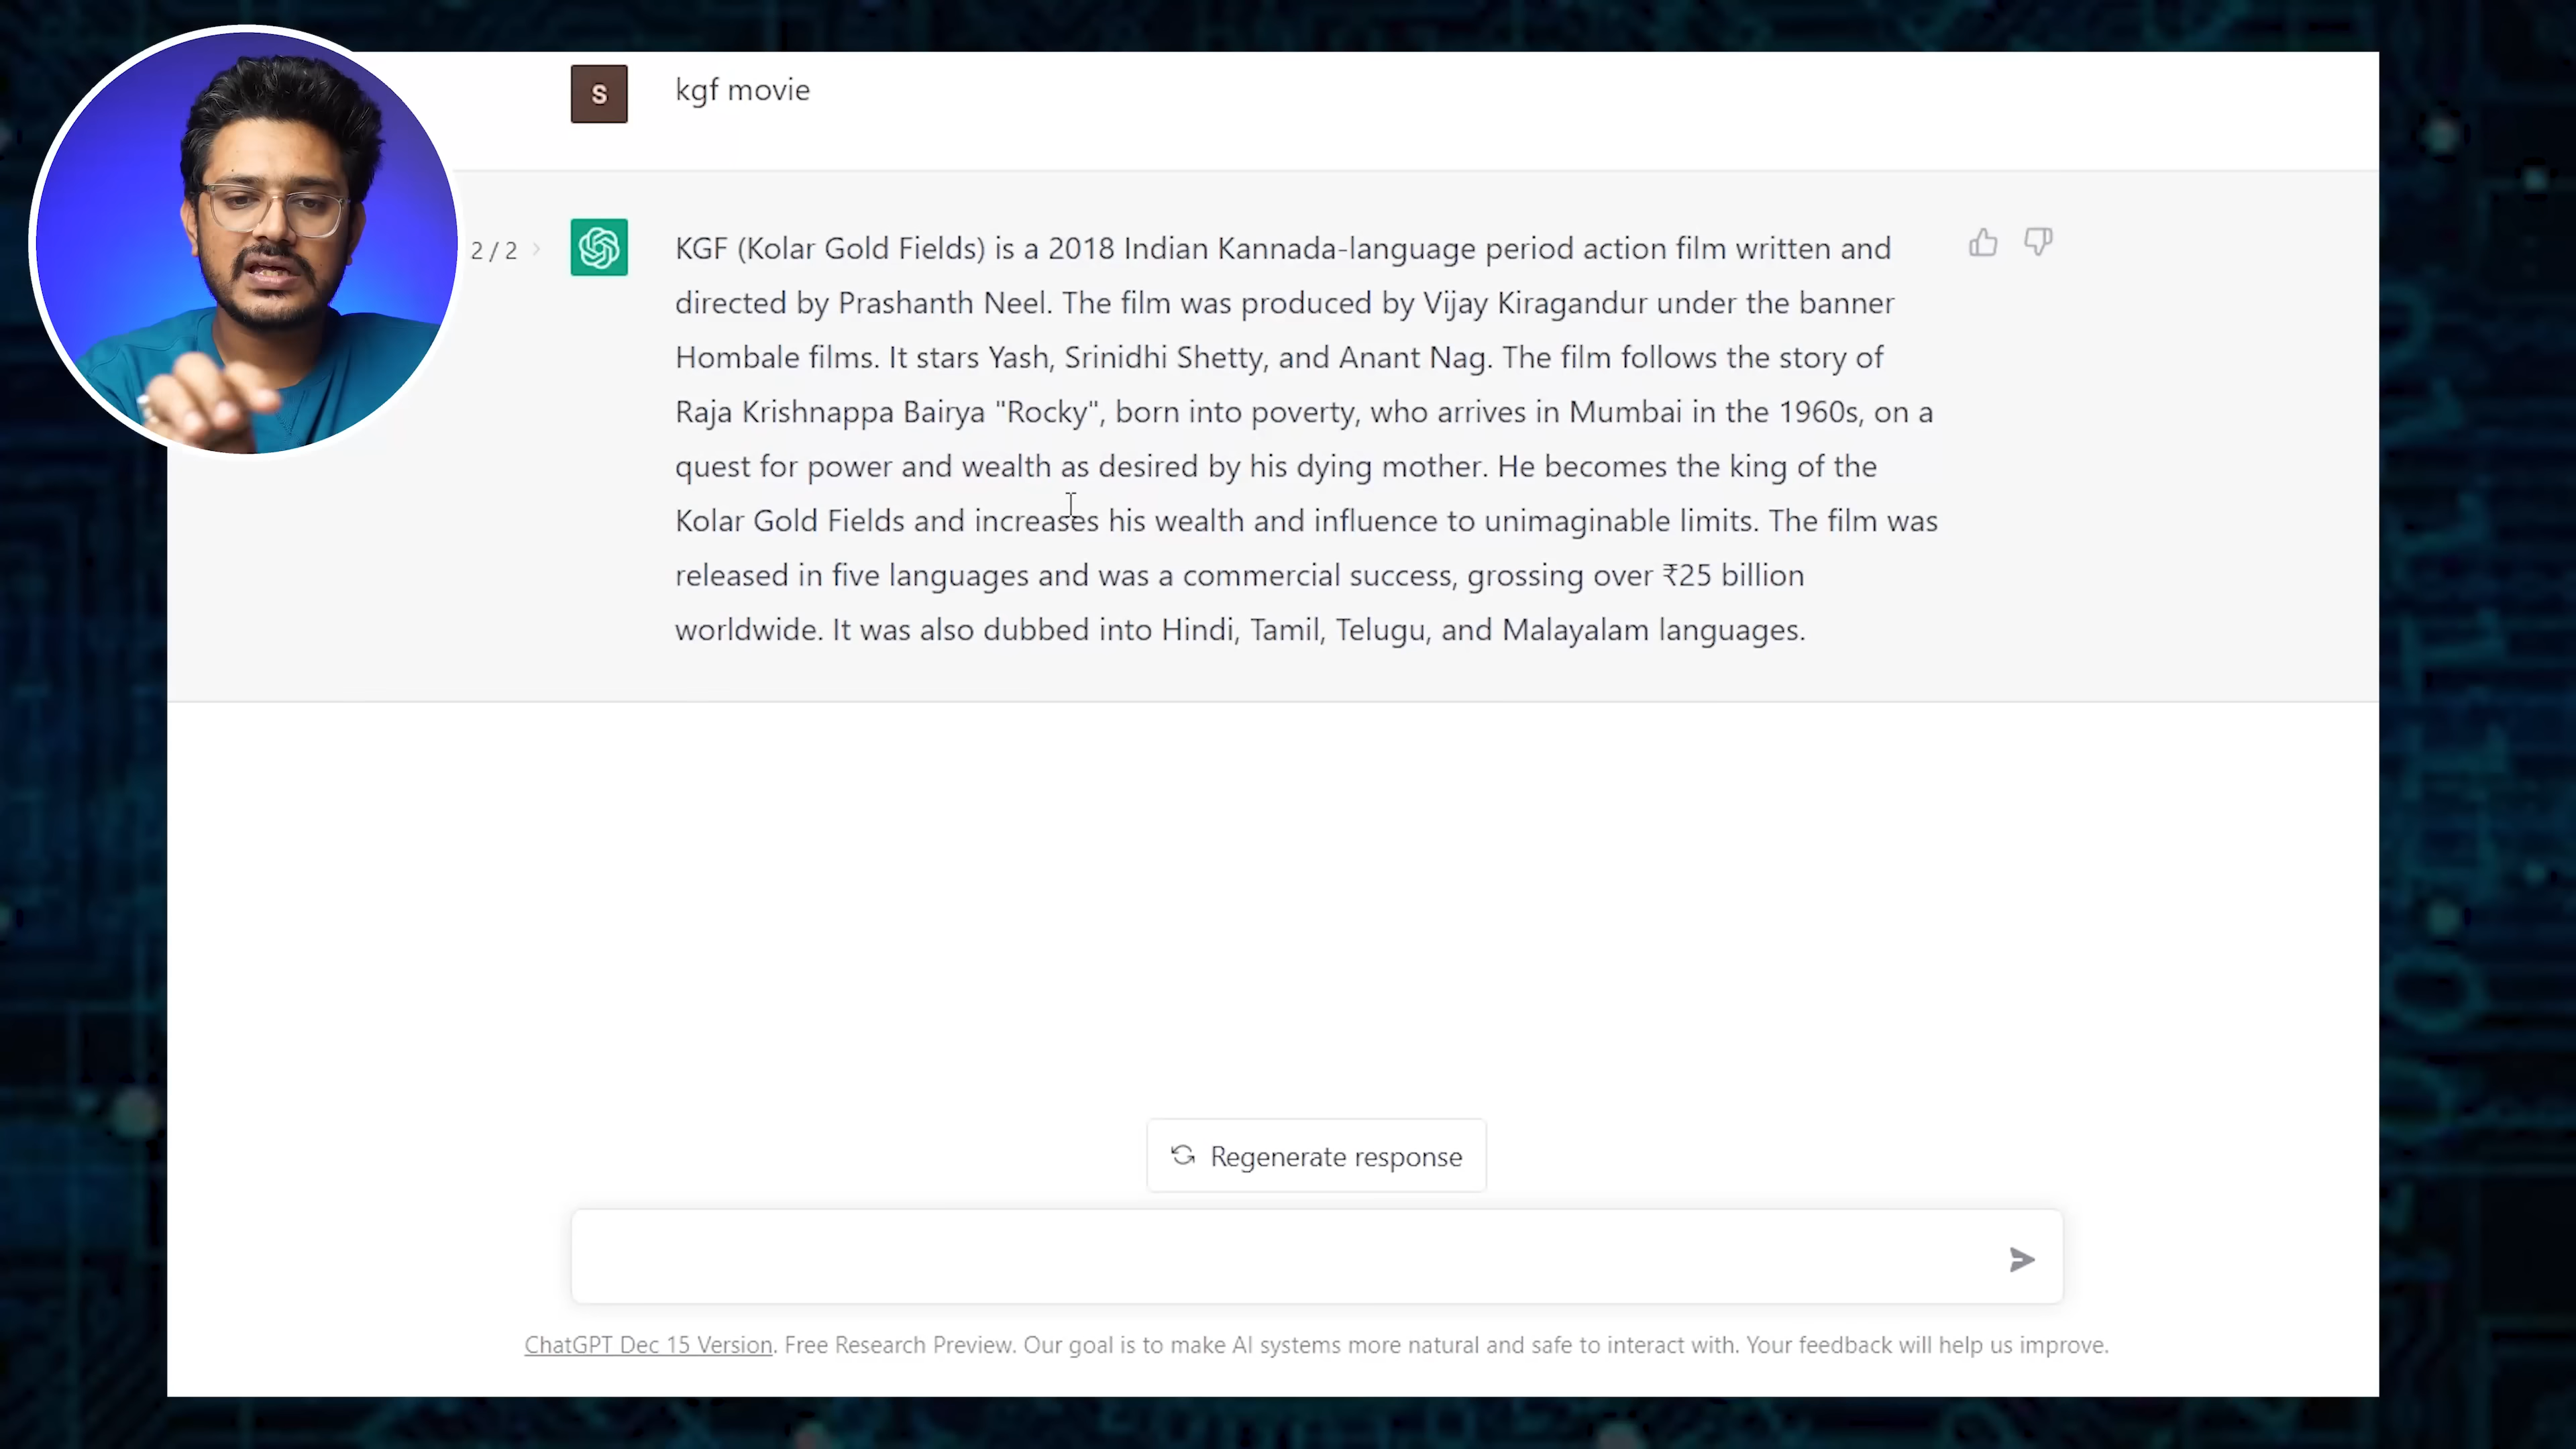 S
kgf movie
2 / 2
KGF (Kolar Gold Fields) is a 2018 Indian Kannada-language period action film written and
directed by Prashanth Neel. The film was produced by Vijay Kiragandur under the banner
Hombale films. It stars Yash, Srinidhi Shetty, and Anant Nag. The film follows the story of
Raja Krishnappa Bairya "Rocky", born into poverty, who arrives in Mumbai in the 1960s, on a
quest for power and wealth as desired by his dying mother. He becomes the king of the
Kolar Gold Fields and increases his wealth and influence to unimaginable limits. The film was
released in five languages and was a commercial success, grossing over ₹25 billion
worldwide. It was also dubbed into Hindi, Tamil, Telugu, and Malayalam languages.
Regenerate response
ChatGPT Dec 15 Version. Free Research Preview. Our goal is to make AI systems more natural and safe to interact with. Your feedback will help us improve.